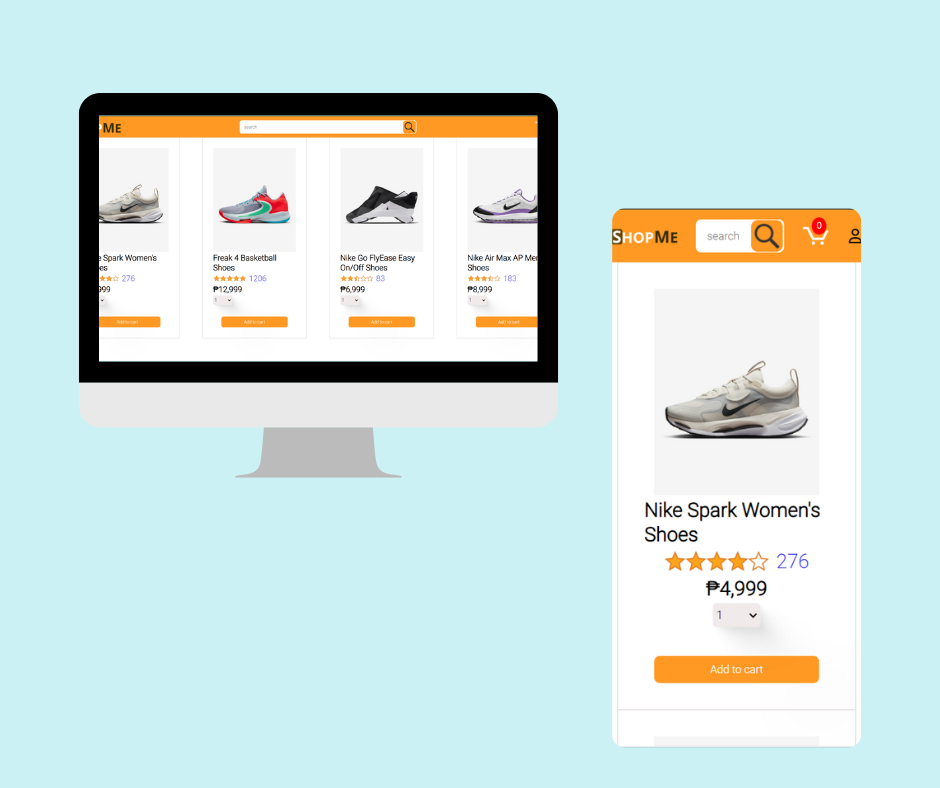 PME
search
e Spark Women's
es
276
999
Add to cart
Freak 4 Basketball
Shoes
1206
₱12,999
1
Add to cart
Nike Go FlyEase Easy
On/Off Shoes
83
₱6,999
1
Add to cart
Nike Air Max AP Men
Shoes
183
₱8,999
1
Add to cart
SHOPME
search
0
Nike Spark Women's
Shoes
276
₱4,999
1
Add to cart